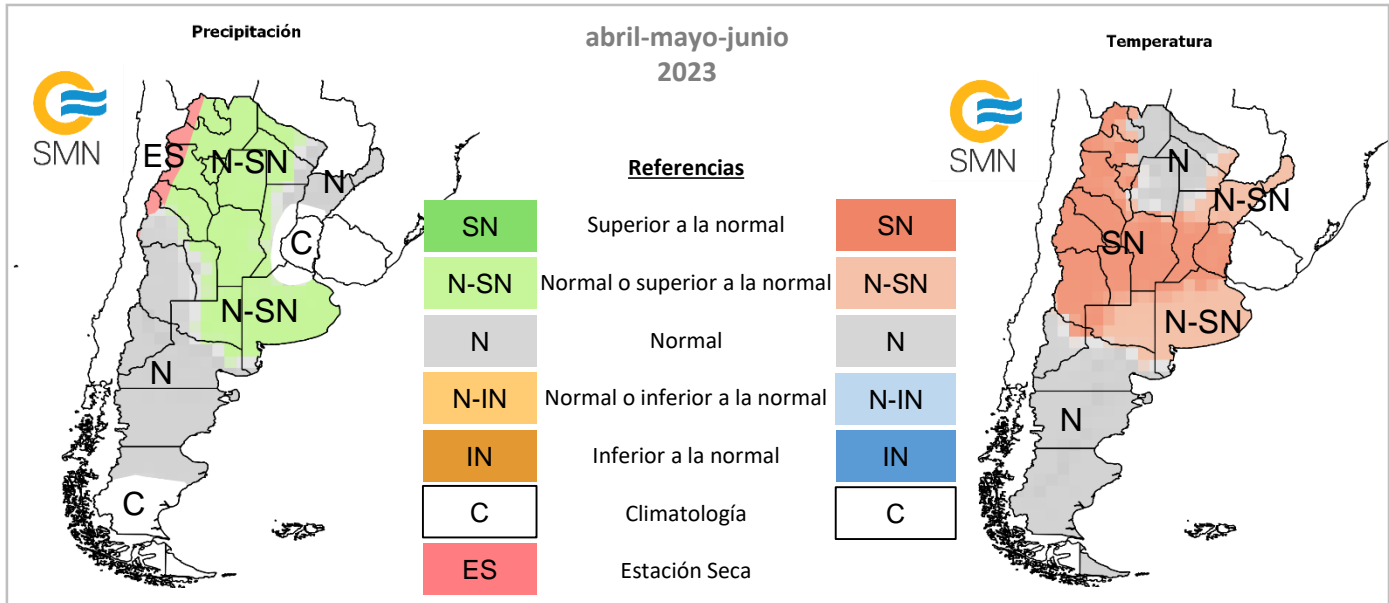 Precipitación
abril-mayo-junio
2023
Temperatura
SMN
SMN
ES
N-SN
N
C
N-SN
N
C
Referencias
SN Superior a la normal SN
N-SN Normal o superior a la normal N-SN
N Normal N
N-IN Normal o inferior a la normal N-IN
IN Inferior a la normal IN
C Climatología C
ES Estación Seca
N
N-SN
SN
N-SN
N